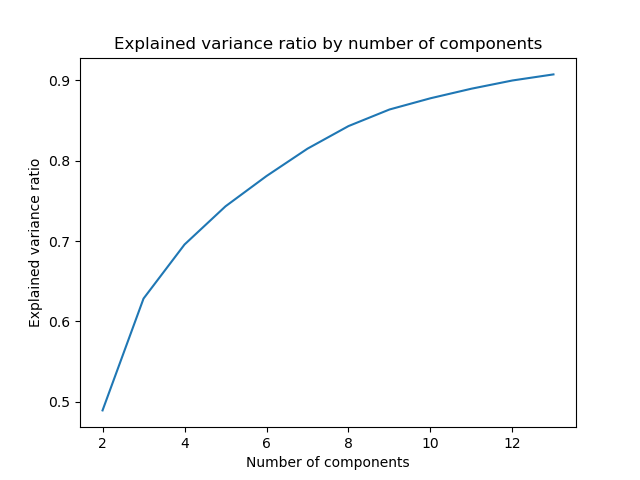 Explained variance ratio by number of components
0.9
0.8
0.7
0.6
0.5
Explained variance ratio
2 4 6 8 10 12
Number of components